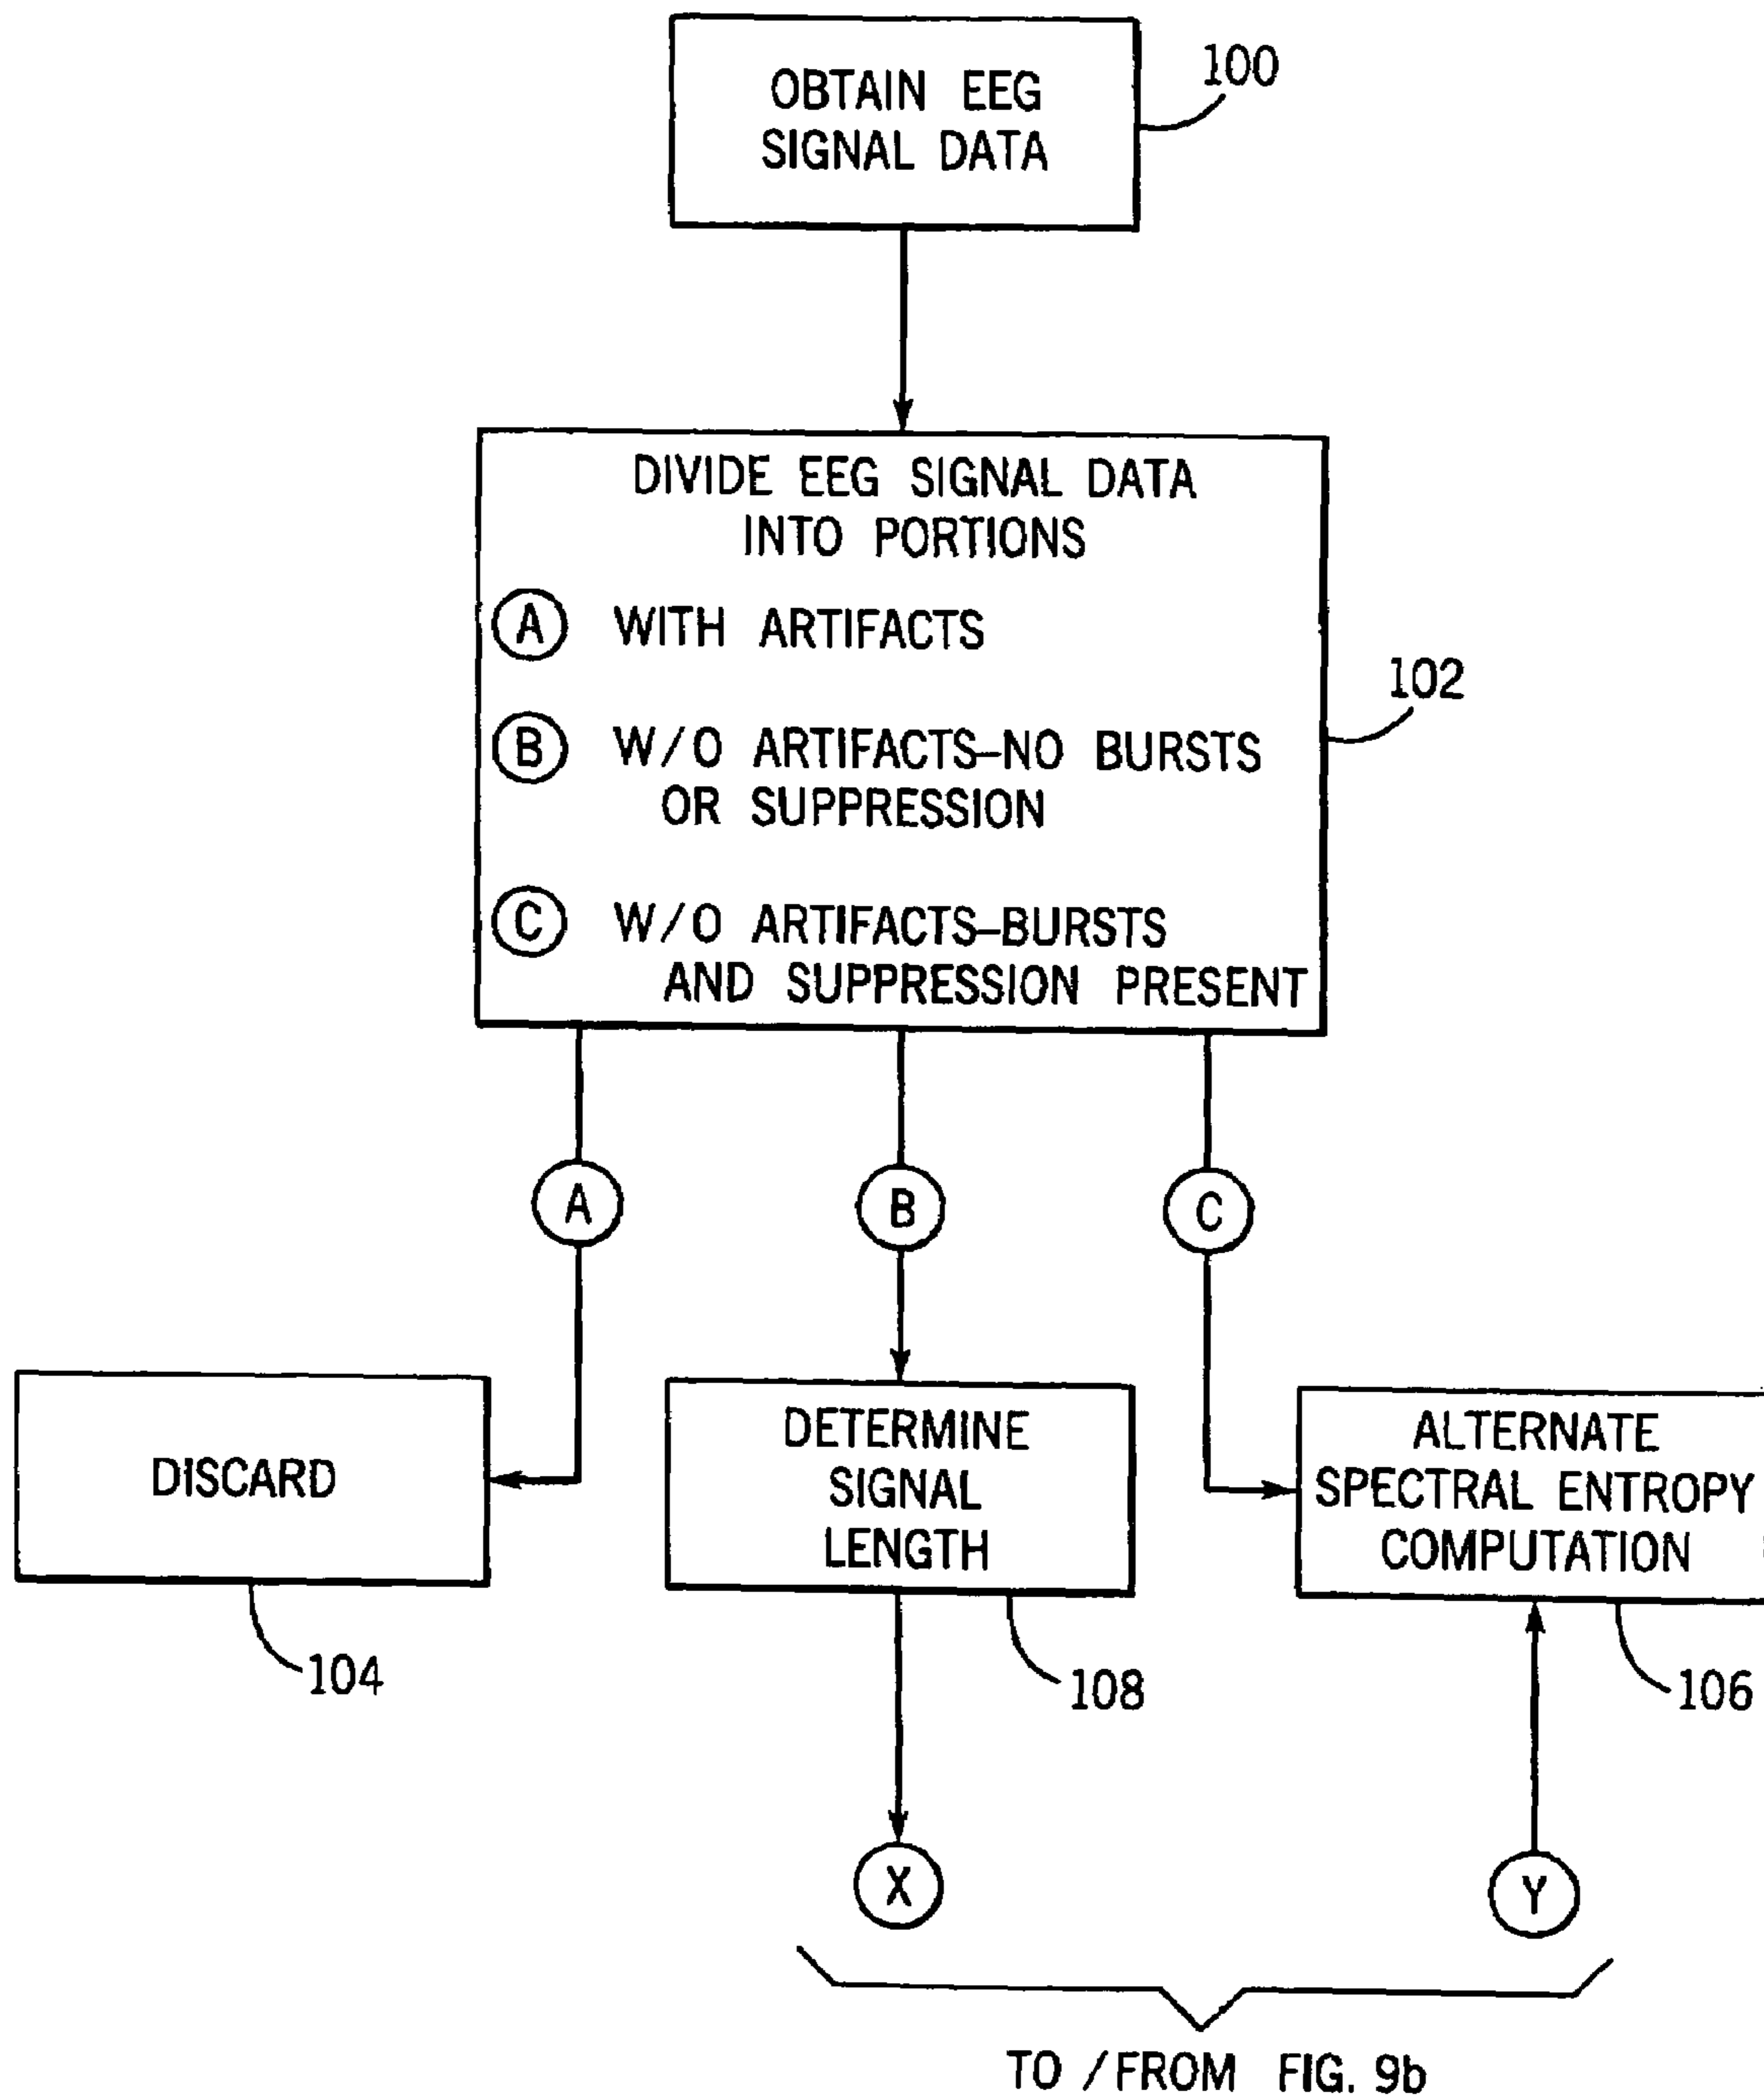 OBTAIN EEG
SIGNAL DATA
100
DIVIDE EEG SIGNAL DATA
INTO PORTIONS
A WITH ARTIFACTS
102
B W/O ARTIFACTS–NO BURSTS
OR SUPPRESSION
C W/O ARTIFACTS–BURSTS
AND SUPPRESSION PRESENT
A
B
C
DISCARD
104
DETERMINE
SIGNAL
LENGTH
108
ALTERNATE
SPECTRAL ENTROPY
COMPUTATION
106
X
Y
TO / FROM FIG. 9b